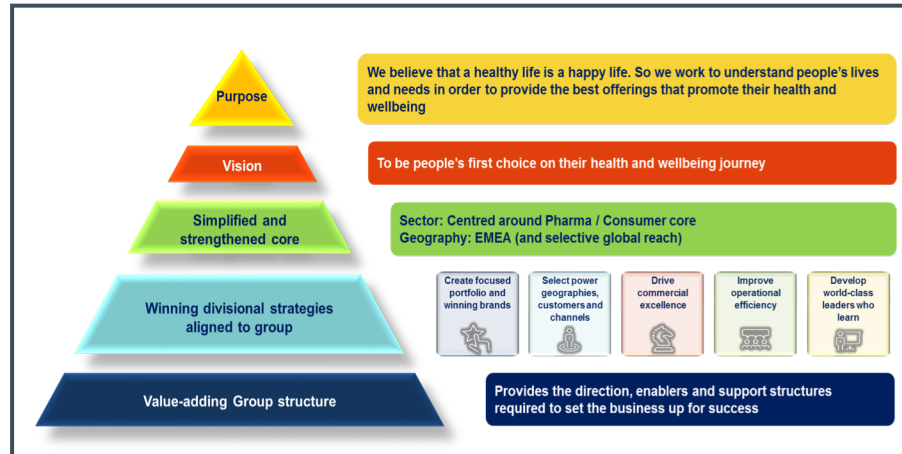 Purpose
We believe that a healthy life is a happy life. So we work to understand people's lives
and needs in order to provide the best offerings that promote their health and
wellbeing
Vision
To be people's first choice on their health and wellbeing journey
Simplified and
strengthened core
Sector: Centred around Pharma / Consumer core
Geography: EMEA (and selective global reach)
Winning divisional strategies
aligned to group
Create focused
portfolio and
winning brands
Select power
geographies,
customers and
channels
Drive
commercial
excellence
Improve
operational
efficiency
Develop
world-class
leaders who
learn
Value-adding Group structure
Provides the direction, enablers and support structures
required to set the business up for success